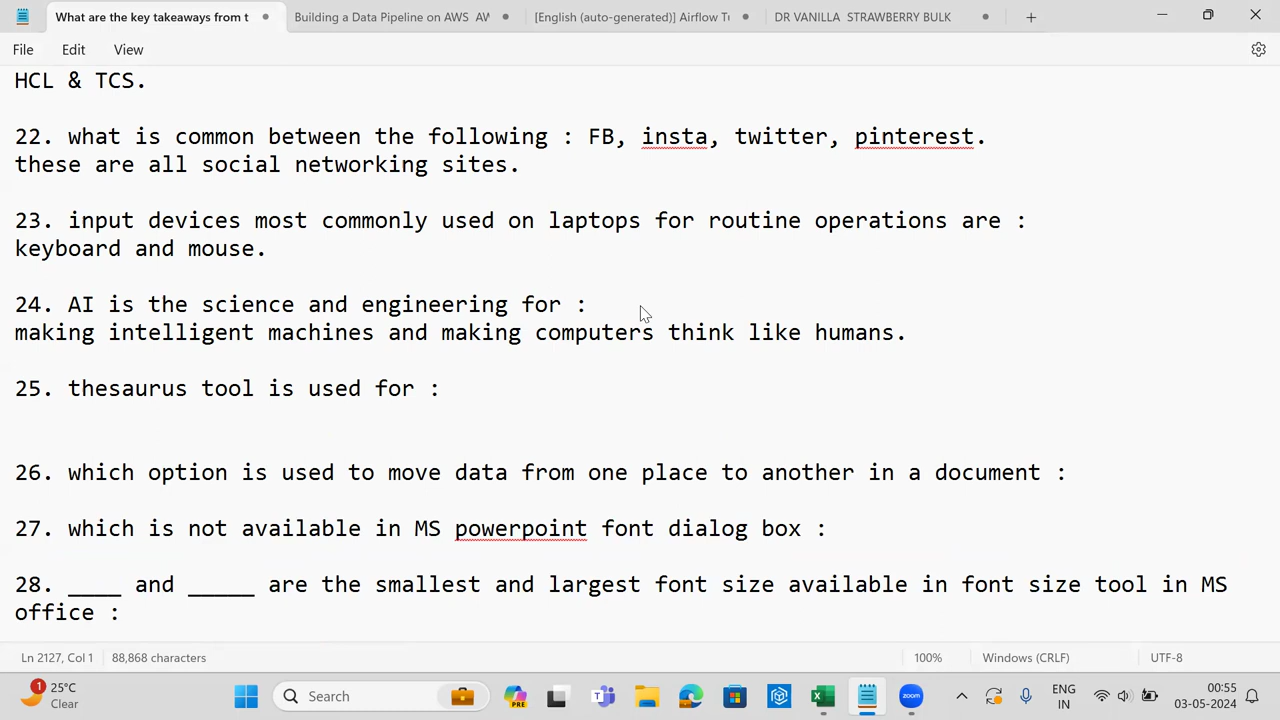 What are the key takeaways from t
Building a Data Pipeline on AWS AW
[English (auto-generated)] Airflow Tu
DR VANILLA STRAWBERRY BULK
File Edit View
HCL & TCS.
22. what is common between the following : FB, insta, twitter, pinterest.
these are all social networking sites.
23. input devices most commonly used on laptops for routine operations are :
keyboard and mouse.
24. AI is the science and engineering for :
making intelligent machines and making computers think like humans.
25. thesaurus tool is used for :
26. which option is used to move data from one place to another in a document :
27. which is not available in MS powerpoint font dialog box :
28. ____ and _____ are the smallest and largest font size available in font size tool in MS
office :
Ln 2127, Col 1 88,868 characters 100% Windows (CRLF) UTF-8
1
25°C
Clear
Search
PRE
zoom
ENG
IN
00:55
03-05-2024